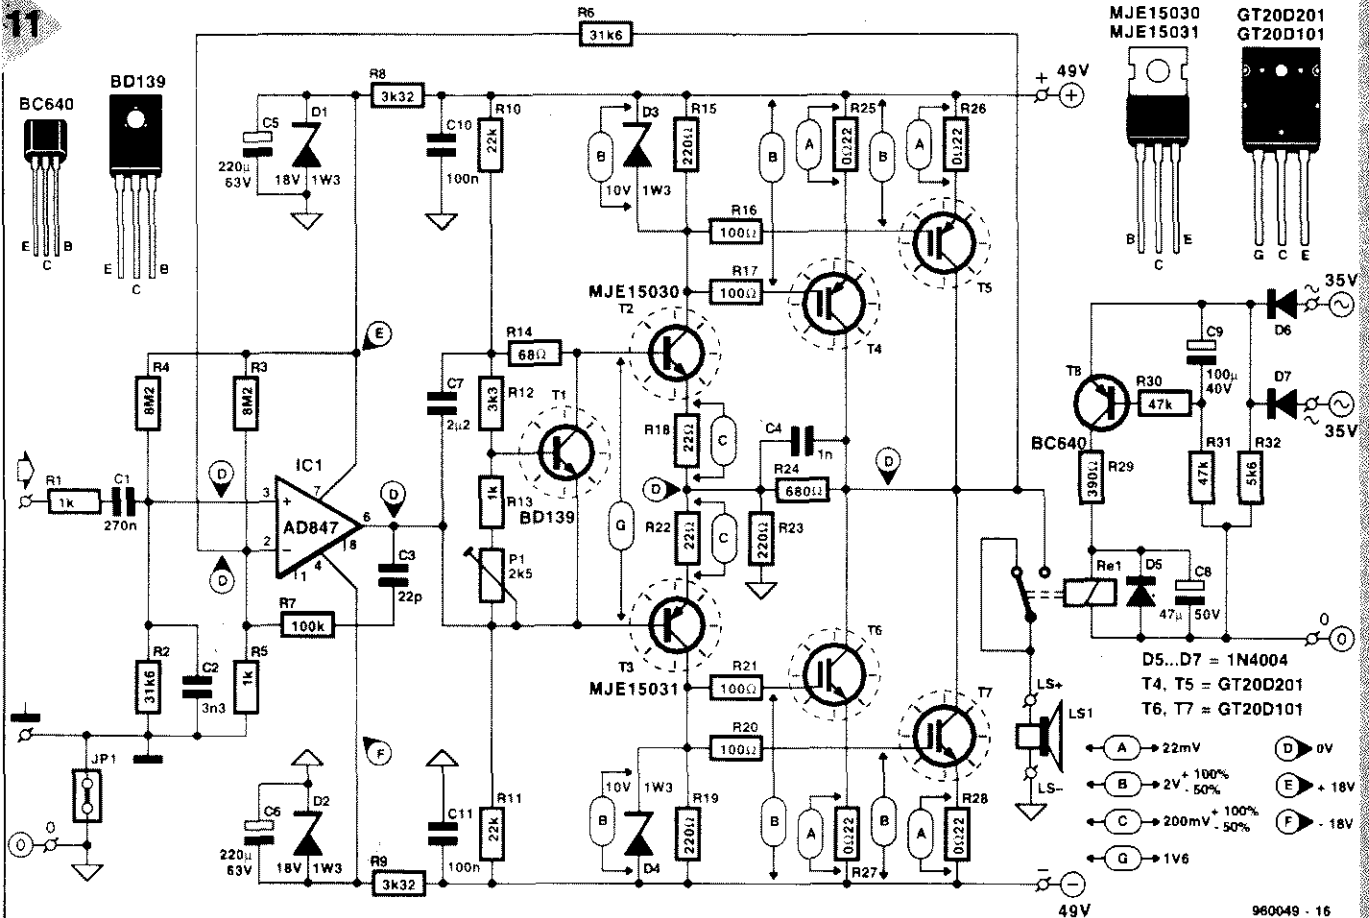 11
BC640
E
C
B
BD139
E
C
B
MJE15030
MJE15031
B
C
E
GT20D201
GT20D101
G
C
E
R6
31k6
R8
3k32
R10
22k
C5
220µ
63V
D1
18V
1W3
C10
100n
D3
B
10V
1W3
R15
220Ω
B
A
R25
0Ω22
B
A
R26
0Ω22
+
49V
+
R16
100Ω
R17
100Ω
T5
T4
MJE15030
T2
E
R14
68Ω
R4
8M2
R3
8M2
C7
2µ2
R12
3k3
T1
R18
22Ω
C
C4
1n
R24
680Ω
D
D
R1
1k
C1
270n
D
IC1
3
+
7
AD847
6
8
2
−
4
1
D
D
R13
1k
BD139
G
R22
22Ω
C
R23
220Ω
P1
2k5
C3
22p
R7
100k
T3
MJE15031
R2
31k6
C2
3n3
R5
1k
T6
R21
100Ω
T7
R20
100Ω
JP1
0
0
F
C6
220µ
63V
D2
18V
1W3
R9
3k32
C11
100n
R11
22k
B
10V
1W3
D4
R19
220Ω
B
A
0Ω22
R27
B
A
R28
0Ω22
−
49V
−
~
35V
~
D6
C9
100µ
40V
T8
R30
47k
D7
~
35V
~
BC640
R29
390Ω
R31
47k
R32
5k6
Re1
D5
C8
47µ
50V
0
0
LS+
LS1
LS-
D5...D7 = 1N4004
T4, T5 = GT20D201
T6, T7 = GT20D101
A 22mV
D 0V
B 2V + 100% - 50%
E + 18V
C 200mV + 100% - 50%
F - 18V
G 1V6
960049 - 16